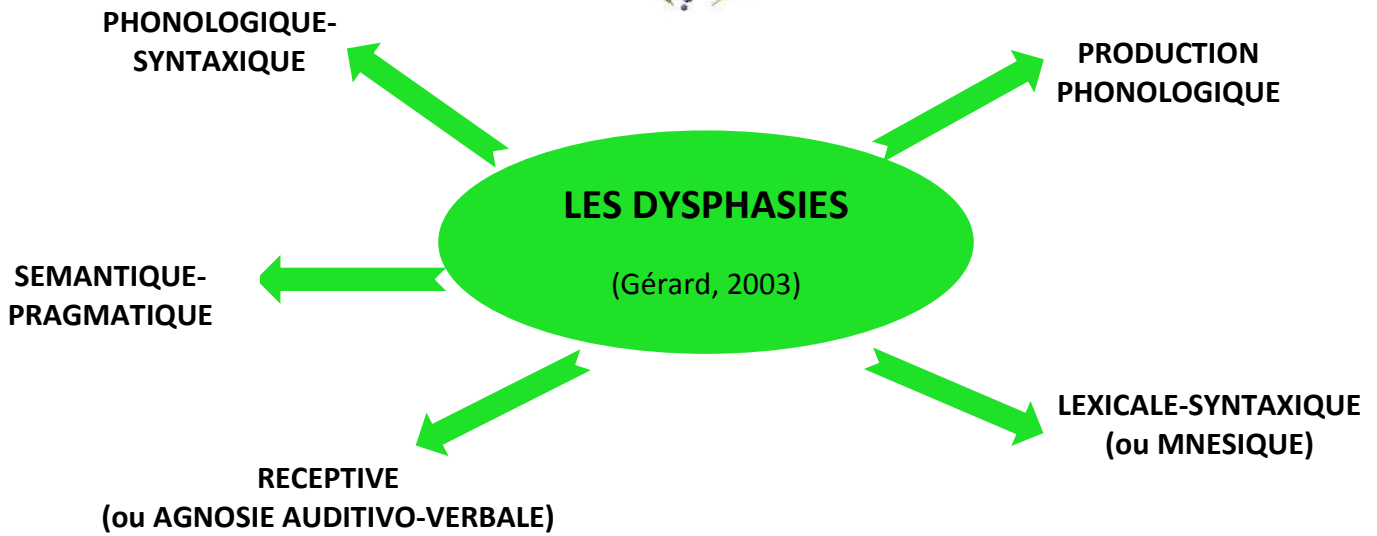 PHONOLOGIQUE-
SYNTAXIQUE
PRODUCTION
PHONOLOGIQUE
LES DYSPHASIES
(Gérard, 2003)
SEMANTIQUE-
PRAGMATIQUE
LEXICALE-SYNTAXIQUE
(ou MNESIQUE)
RECEPTIVE
(ou AGNOSIE AUDITIVO-VERBALE)